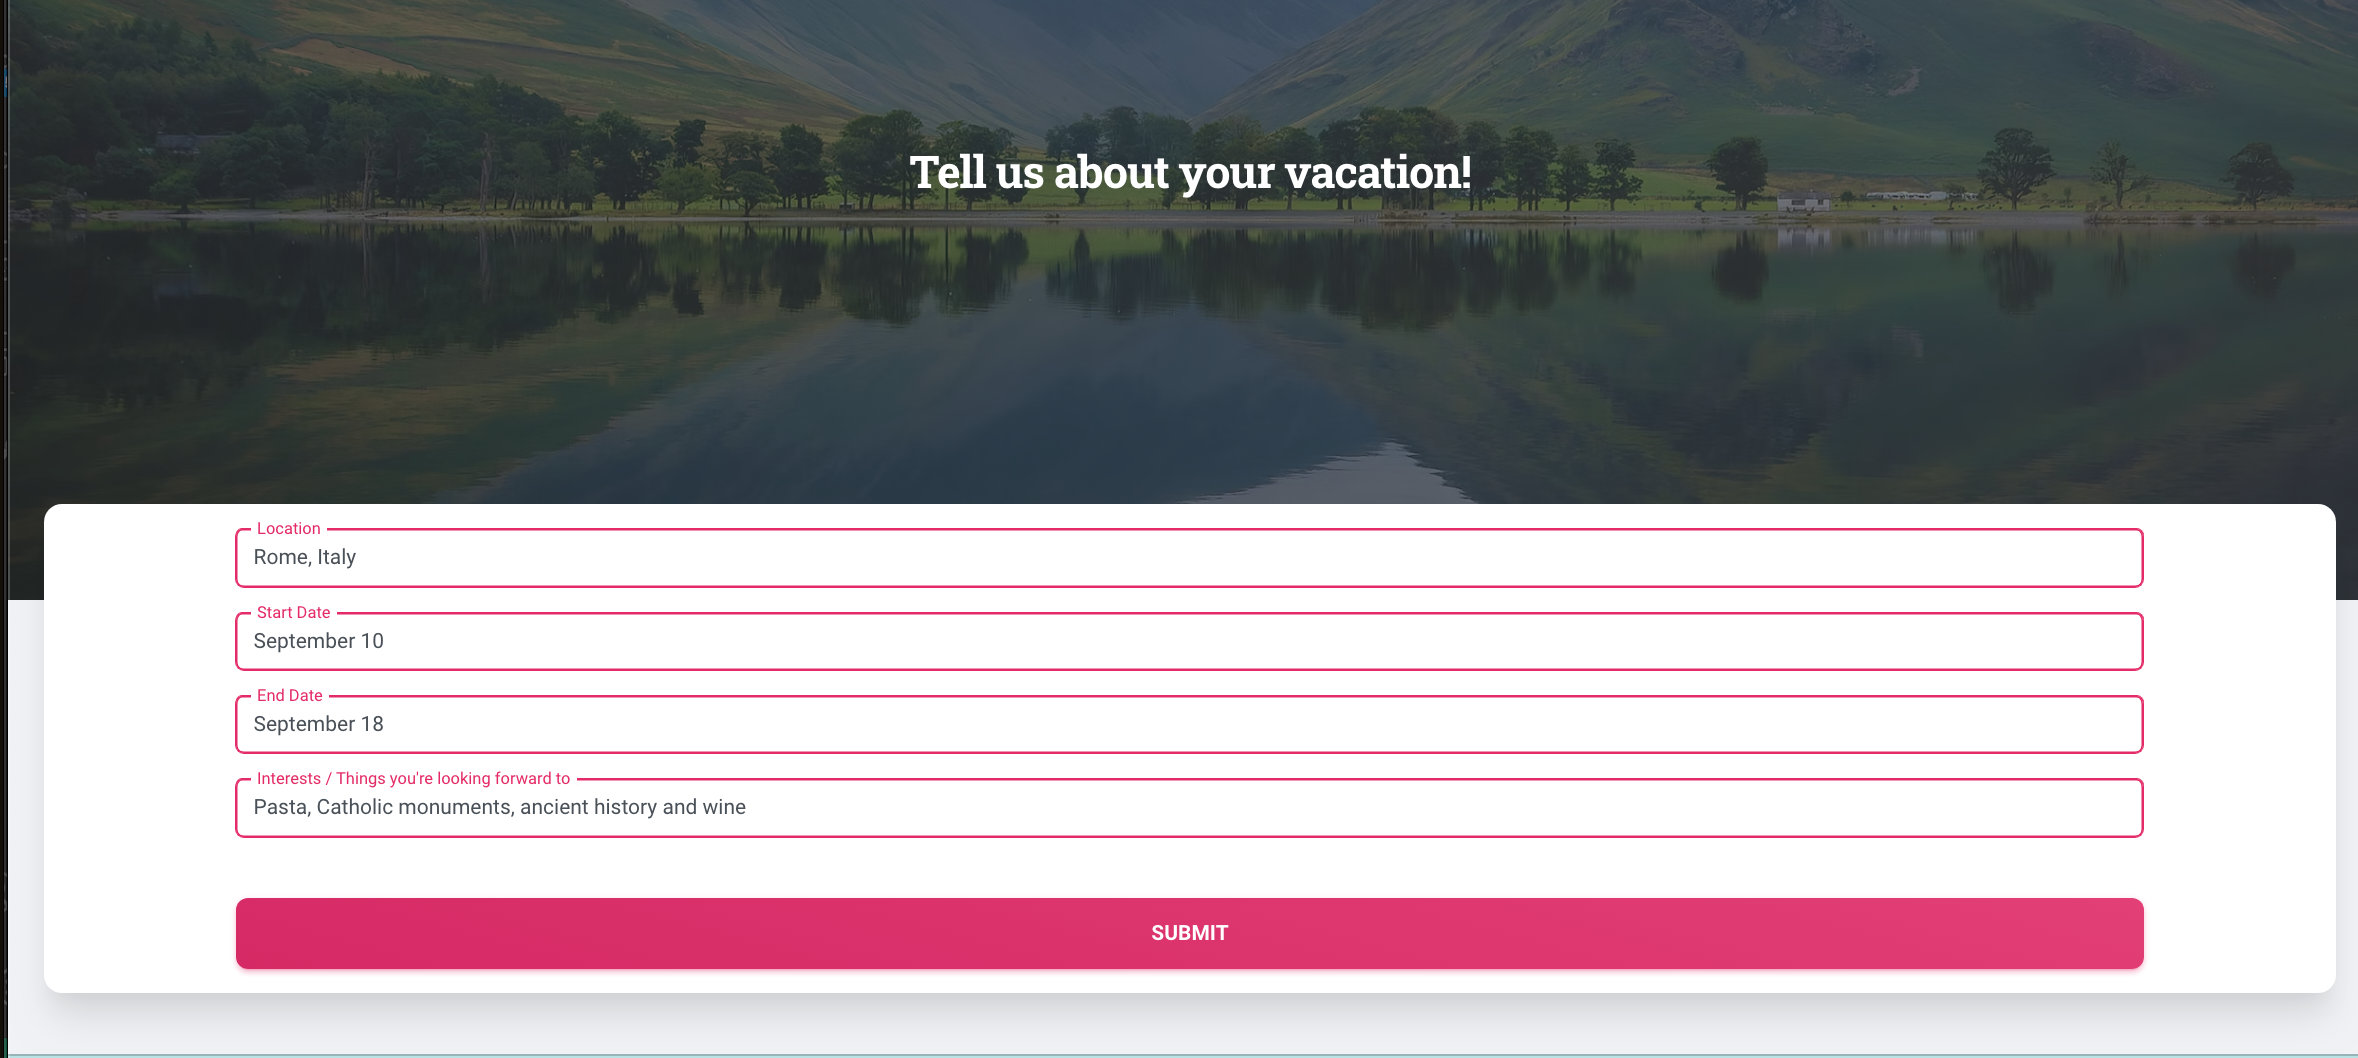 Tell us about your vacation!
Location
Rome, Italy
Start Date
September 10
End Date
September 18
Interests / Things you're looking forward to
Pasta, Catholic monuments, ancient history and wine
SUBMIT